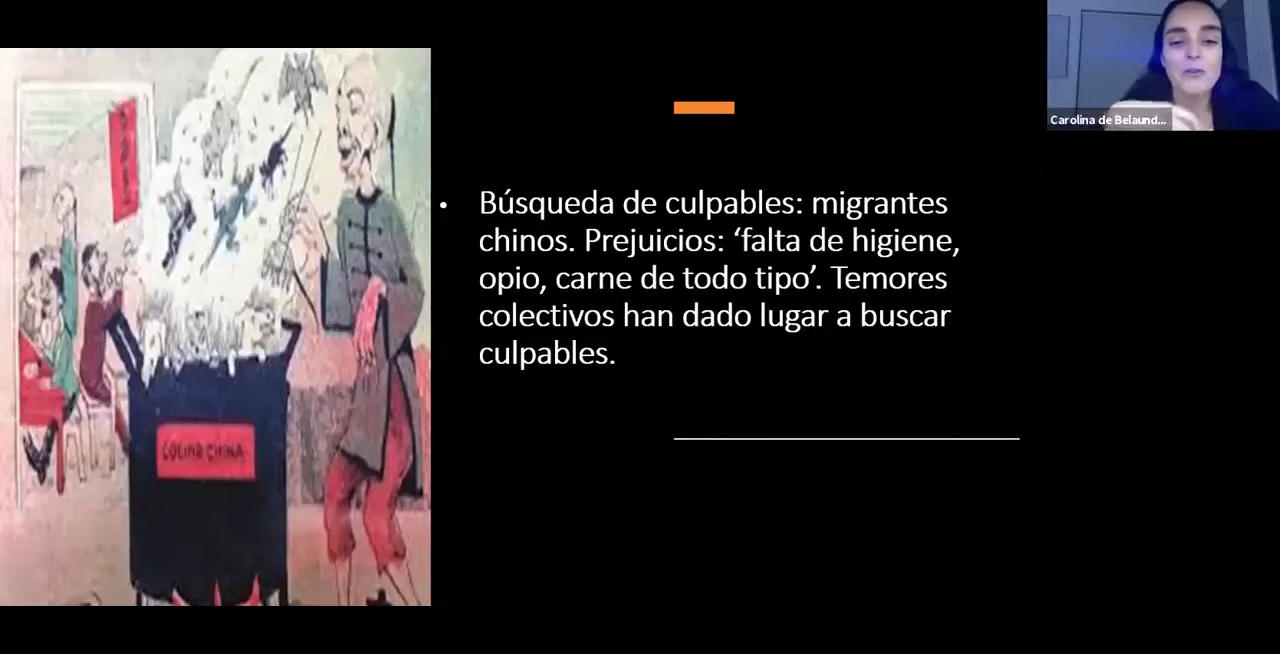 Carolina de Belaund...
• Búsqueda de culpables: migrantes
chinos. Prejuicios: ‘falta de higiene,
opio, carne de todo tipo’. Temores
colectivos han dado lugar a buscar
culpables.
COCINA CHINA